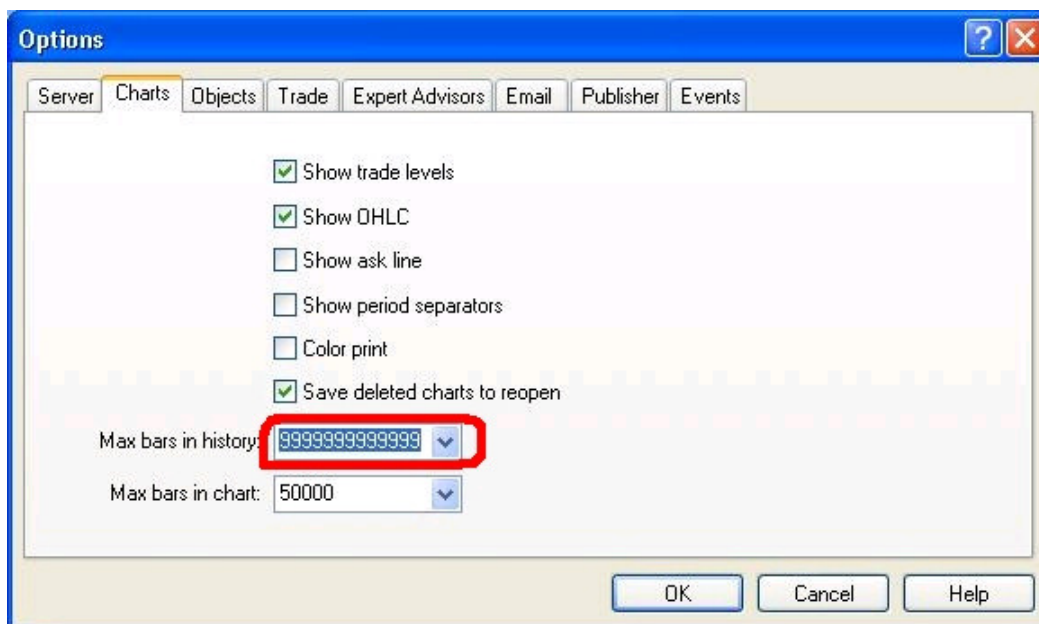 Options
Server Charts Objects Trade Expert Advisors Email Publisher Events
Show trade levels
Show OHLC
Show ask line
Show period separators
Color print
Save deleted charts to reopen
Max bars in history: 9999999999999
Max bars in chart: 50000
OK Cancel Help